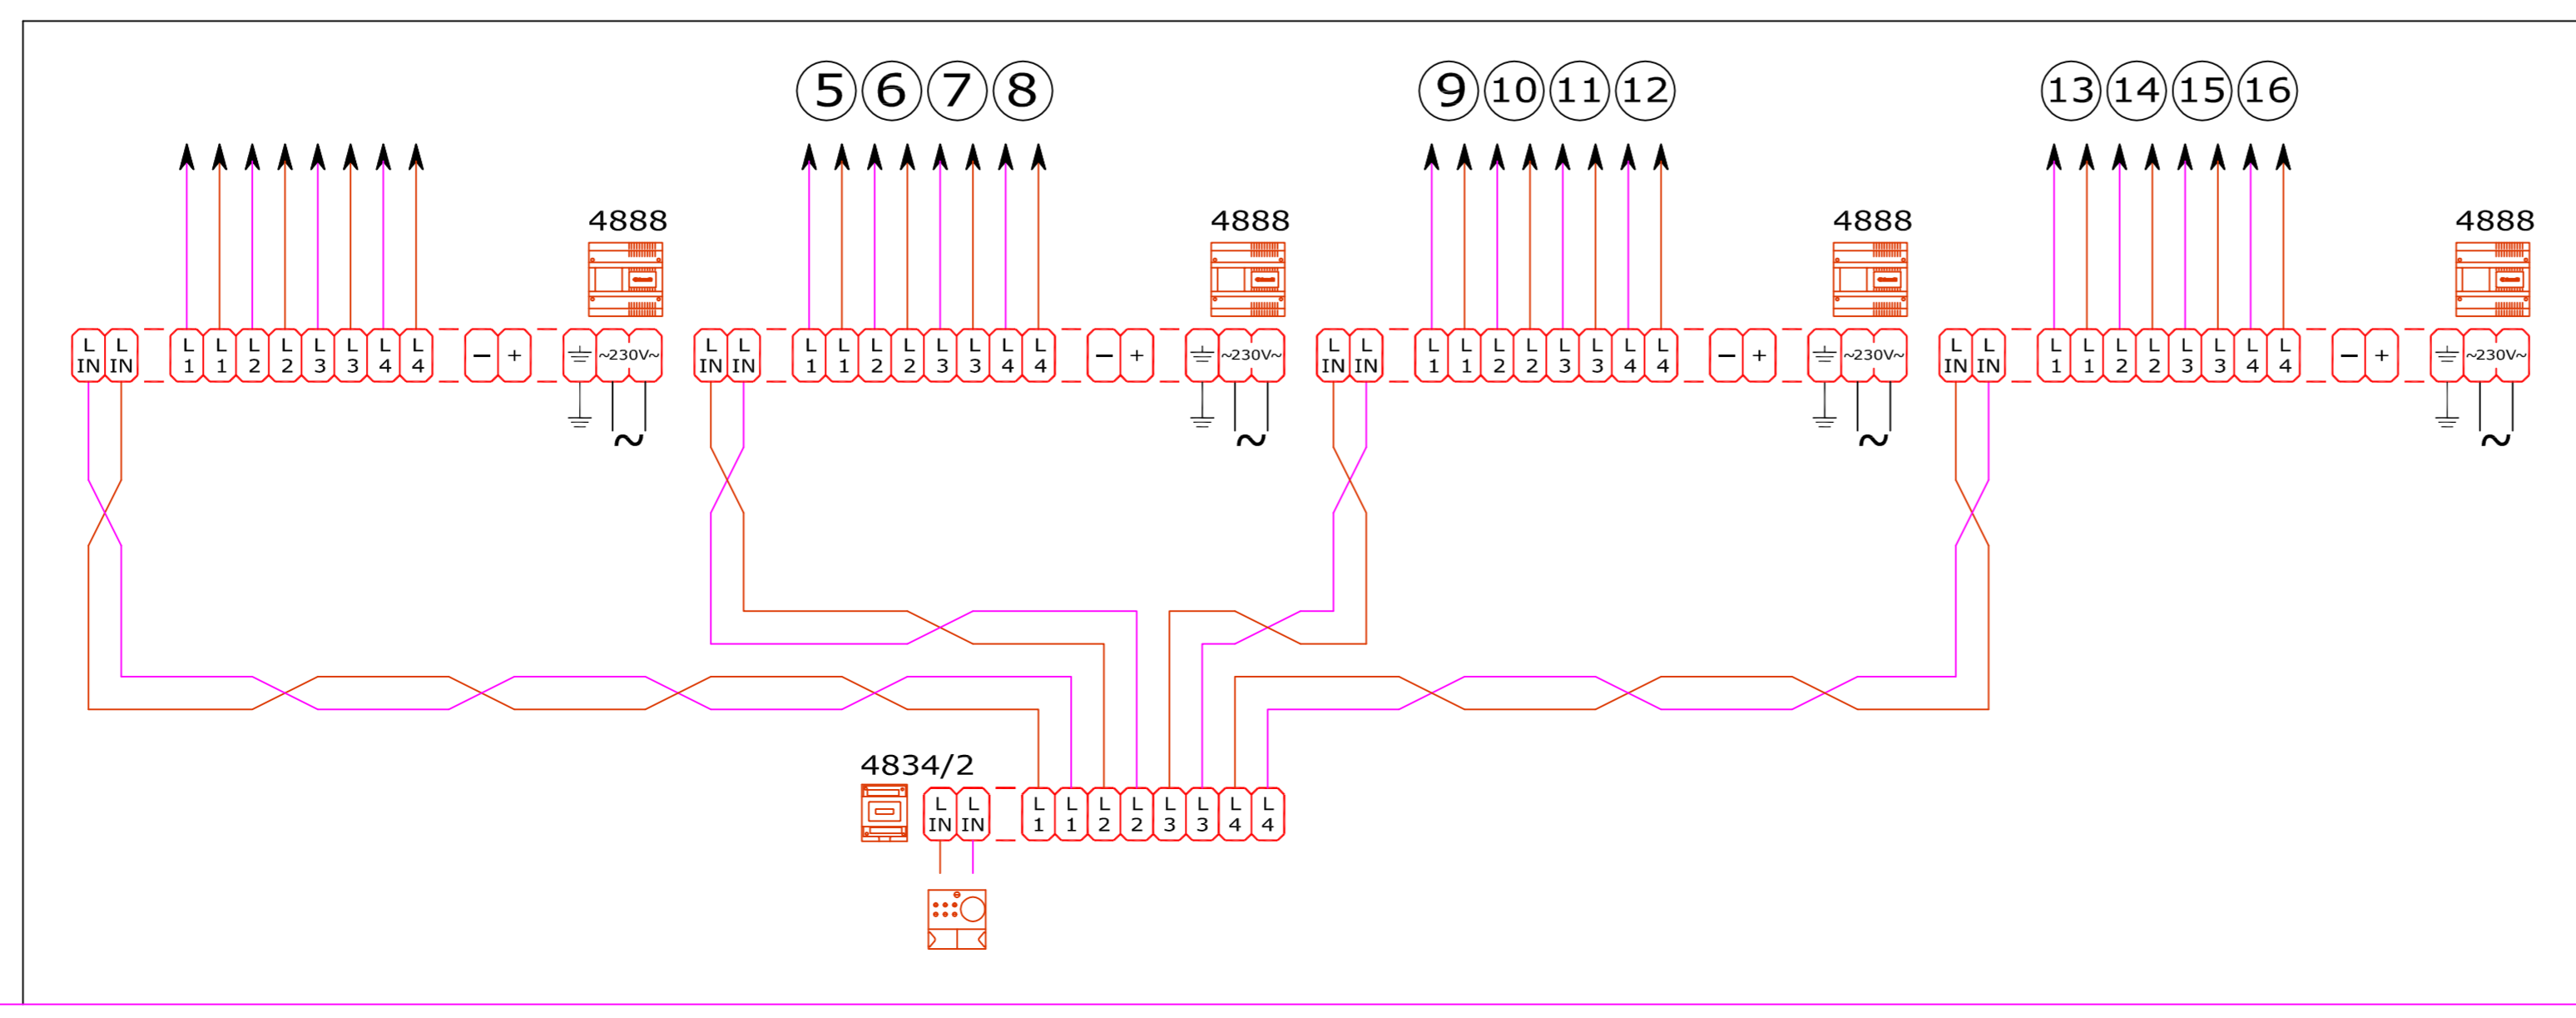 5 6 7 8 9 10 11 12 13 14 15 16
4888 4888 4888 4888
L L L L L L L L L L L L L L L L L L L L L L L L L L L L L L L L L L L L L L L L
IN IN 1 1 2 2 3 3 4 4 − + ~230V~ IN IN 1 1 2 2 3 3 4 4 − + ~230V~ IN IN 1 1 2 2 3 3 4 4 − + ~230V~ IN IN 1 1 2 2 3 3 4 4 − + ~230V~
~ ~ ~ ~
4834/2
L L L L L L L L L L
IN IN 1 1 2 2 3 3 4 4